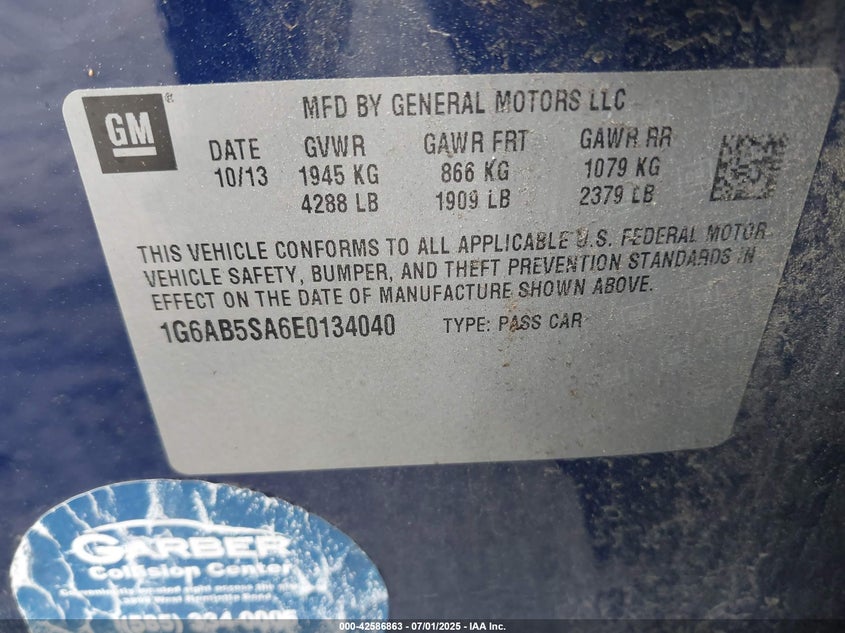 GM
MFD BY GENERAL MOTORS LLC
DATE GVWR GAWR FRT GAWR RR
10/13 1945 KG 866 KG 1079 KG
4288 LB 1909 LB 2379 LB
THIS VEHICLE CONFORMS TO ALL APPLICABLE U.S. FEDERAL MOTOR
VEHICLE SAFETY, BUMPER, AND THEFT PREVENTION STANDARDS IN
EFFECT ON THE DATE OF MANUFACTURE SHOWN ABOVE.
1G6AB5SA6E0134040 TYPE: PASS CAR
GARBER
Collision Center
Conveniently located right
000-42586863 - 07/01/2025 - IAA Inc.